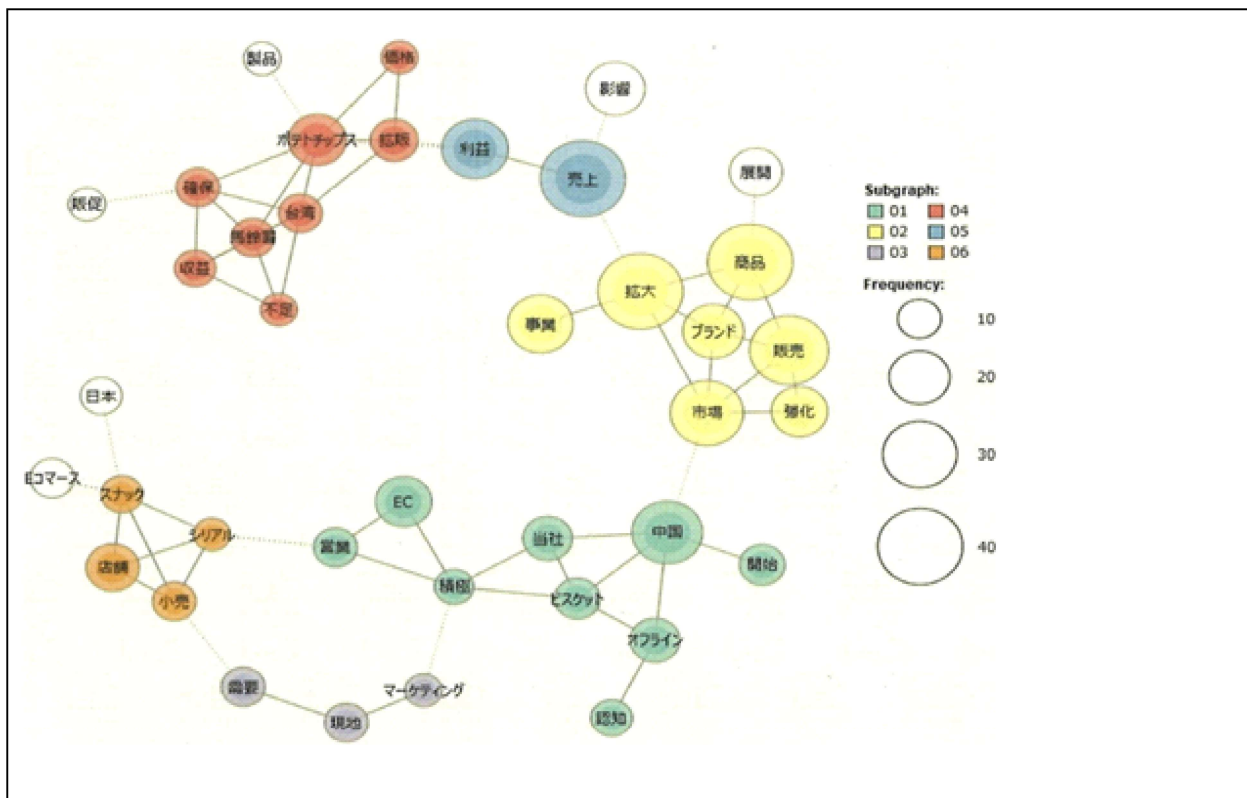 製品
価格
影響
ポテトチップス
拡販
利益
売上
展開
確保
販促
台湾
馬鈴薯
収益
不足
商品
拡大
事業
ブランド
販売
市場
強化
Subgraph:
01 04
02 05
03 06
Frequency:
10
20
30
40
日本
Eコマース
スナック
シリアル
店舗
小売
EC
営業
積極
当社
中国
開始
ビスケット
オフライン
認知
需要
現地
マーケティング